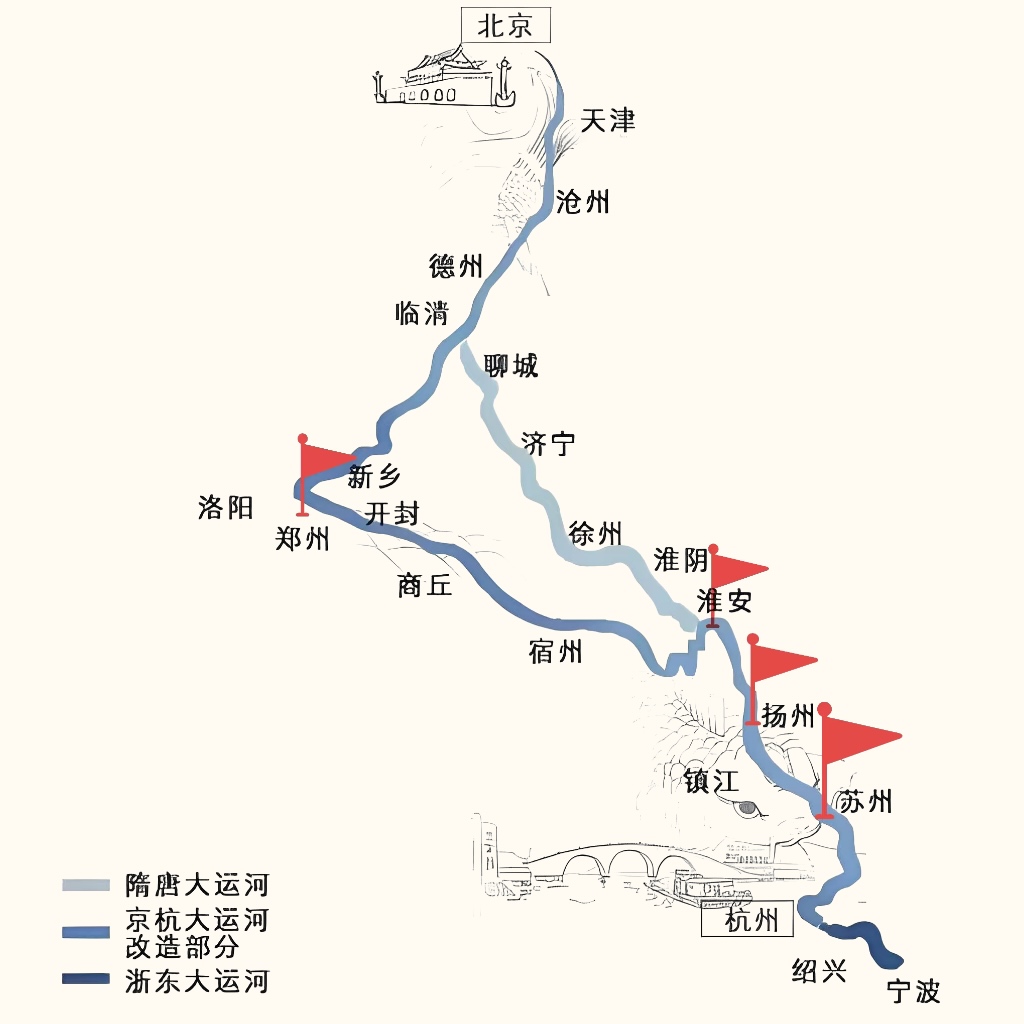 北京
天津
沧州
德州
临清
聊城
济宁
新乡
洛阳
开封
郑州
徐州
淮阴
商丘
淮安
宿州
扬州
镇江
苏州
隋唐大运河
京杭大运河
改造部分
杭州
浙东大运河
绍兴
宁波